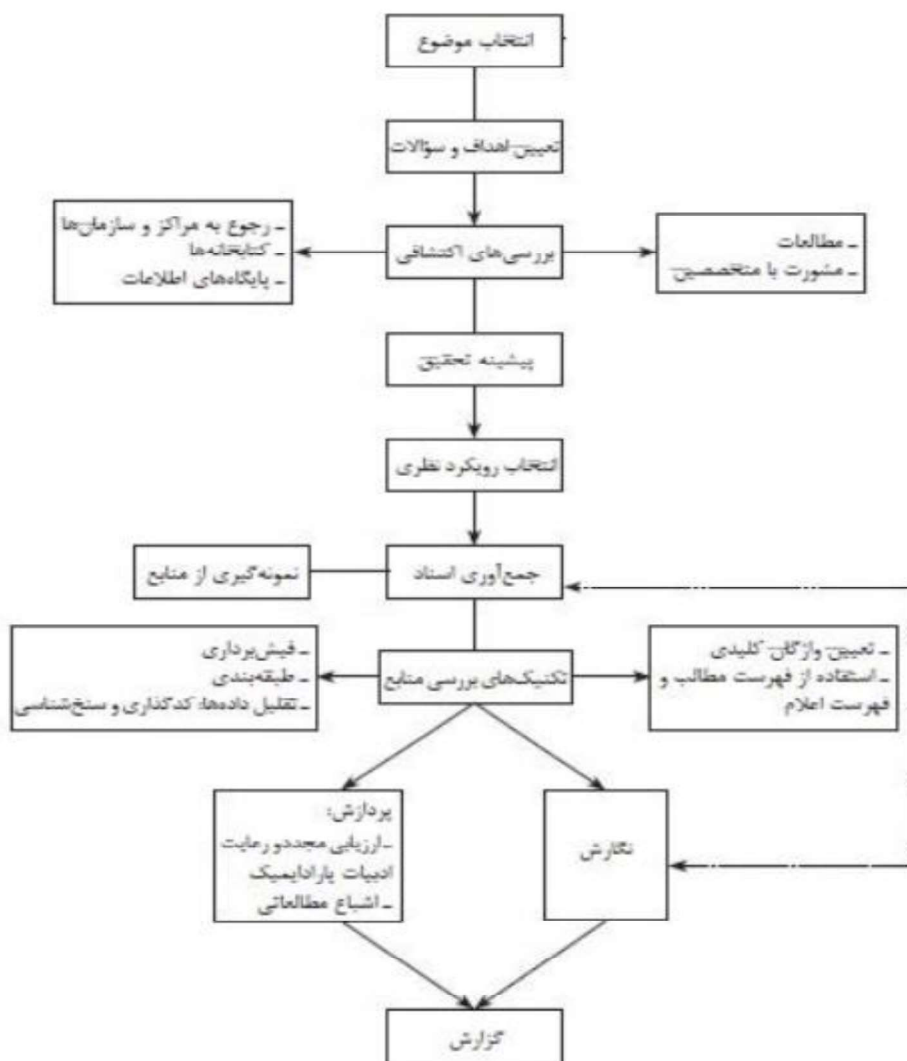 انتخاب موضوع
تعیین اهداف و سؤالات
بررسی‌های اکتشافی
ـ مطالعات
ـ مشورت با متخصصین
ـ رجوع به مراکز و سازمان‌ها
ـ کتابخانه‌ها
ـ پایگاه‌های اطلاعات
پیشینه تحقیق
انتخاب رویکرد نظری
جمع‌آوری اسناد
نمونه‌گیری از منابع
تکنیک‌های بررسی منابع
ـ تعیین واژگان کلیدی
ـ استفاده از فهرست مطالب و
فهرست اعلام
ـ فیش‌برداری
ـ طبقه‌بندی
ـ تقلیل داده‌ها: کدگذاری و سنخ‌شناسی
نگارش
پردازش:
ـ ارزیابی مجدد و رعایت
ادبیات پارادایمیک
ـ اشباع مطالعاتی
گزارش